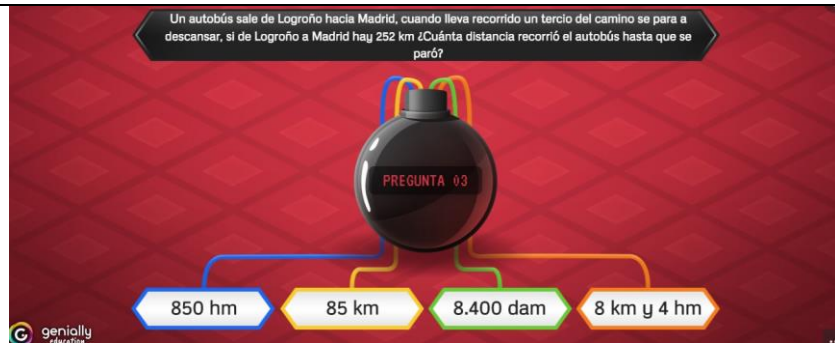 Un autobús sale de Logroño hacia Madrid, cuando lleva recorrido un tercio del camino se para a
descansar, si de Logroño a Madrid hay 252 km ¿Cuánta distancia recorrió el autobús hasta que se
paró?
PREGUNTA 03
850 hm
85 km
8.400 dam
8 km y 4 hm
genially
education